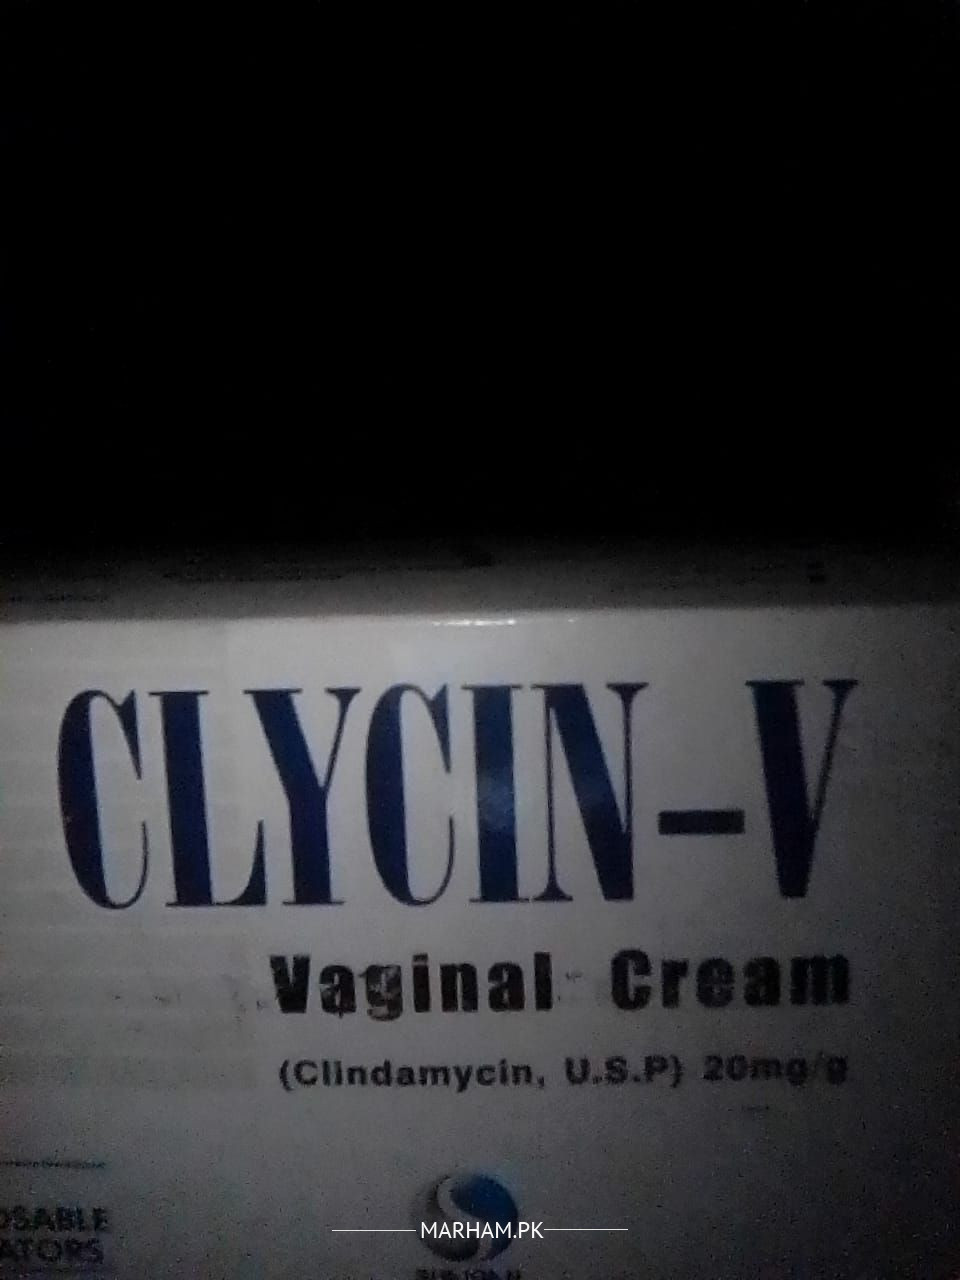 CLYCIN-V
Vaginal Cream
(Clindamycin, U.S.P) 20mg/g
MARHAM.PK